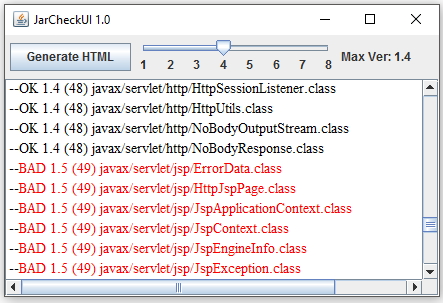 JarCheckUI 1.0
Generate HTML
1 2 3 4 5 6 7 8
Max Ver: 1.4
--OK 1.4 (48) javax/servlet/http/HttpSessionListener.class
--OK 1.4 (48) javax/servlet/http/HttpUtils.class
--OK 1.4 (48) javax/servlet/http/NoBodyOutputStream.class
--OK 1.4 (48) javax/servlet/http/NoBodyResponse.class
--BAD 1.5 (49) javax/servlet/jsp/ErrorData.class
--BAD 1.5 (49) javax/servlet/jsp/HttpJspPage.class
--BAD 1.5 (49) javax/servlet/jsp/JspApplicationContext.class
--BAD 1.5 (49) javax/servlet/jsp/JspContext.class
--BAD 1.5 (49) javax/servlet/jsp/JspEngineInfo.class
--BAD 1.5 (49) javax/servlet/jsp/JspException.class